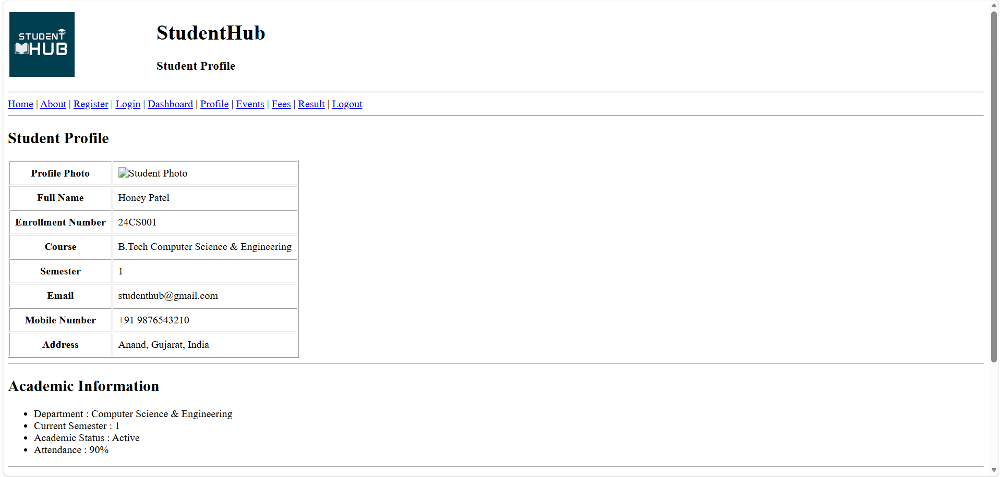 STUDENT
HUB
StudentHub
Student Profile
Home | About | Register | Login | Dashboard | Profile | Events | Fees | Result | Logout
Student Profile
Profile Photo Student Photo
Full Name Honey Patel
Enrollment Number 24CS001
Course B.Tech Computer Science & Engineering
Semester 1
Email studenthub@gmail.com
Mobile Number +91 9876543210
Address Anand, Gujarat, India
Academic Information
• Department : Computer Science & Engineering
• Current Semester : 1
• Academic Status : Active
• Attendance : 90%